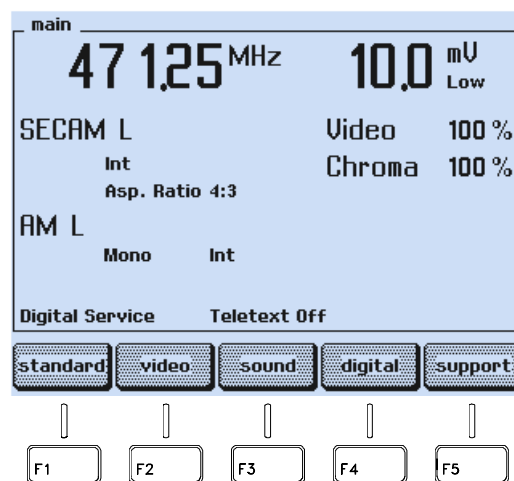 main
471.25 MHz 10.0 mV
Low
SECAM L Video 100 %
Int Chroma 100 %
Asp. Ratio 4:3
AM L
Mono Int
Digital Service Teletext Off
standard video sound digital support
F1 F2 F3 F4 F5